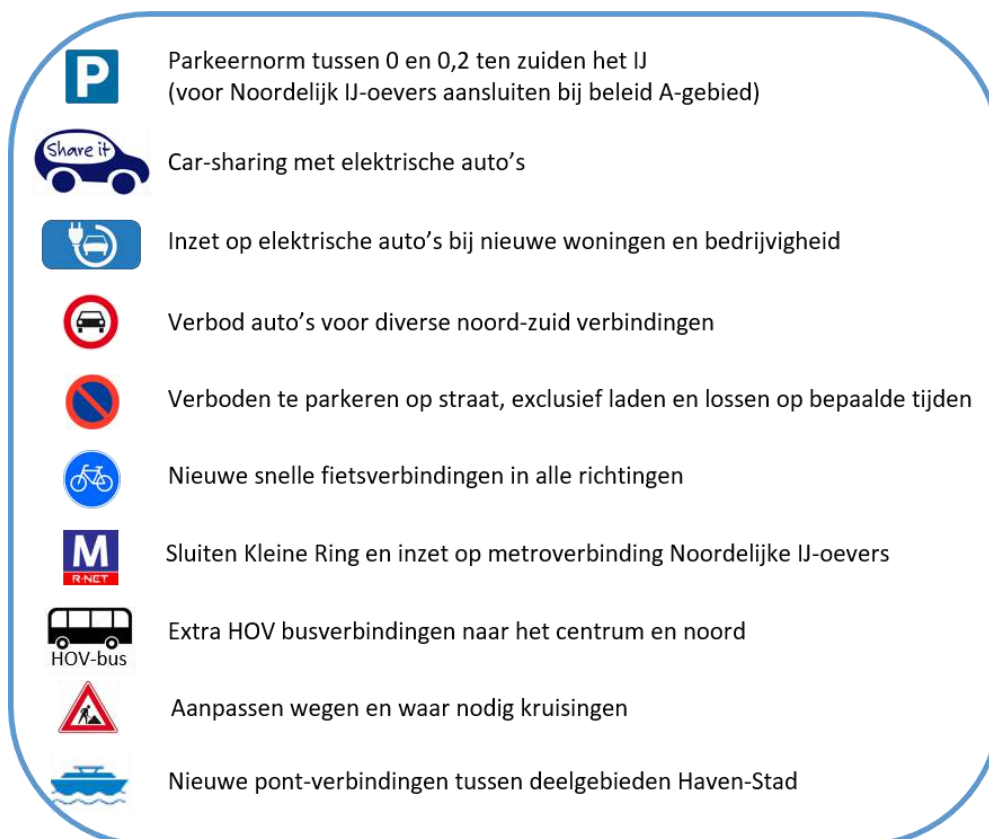 P
Parkeernorm tussen 0 en 0,2 ten zuiden het IJ
(voor Noordelijk IJ-oevers aansluiten bij beleid A-gebied)
Share it
Car-sharing met elektrische auto's
Inzet op elektrische auto's bij nieuwe woningen en bedrijvigheid
Verbod auto's voor diverse noord-zuid verbindingen
Verboden te parkeren op straat, exclusief laden en lossen op bepaalde tijden
Nieuwe snelle fietsverbindingen in alle richtingen
M
R-NET
Sluiten Kleine Ring en inzet op metroverbinding Noordelijke IJ-oevers
HOV-bus
Extra HOV busverbindingen naar het centrum en noord
Aanpassen wegen en waar nodig kruisingen
Nieuwe pont-verbindingen tussen deelgebieden Haven-Stad